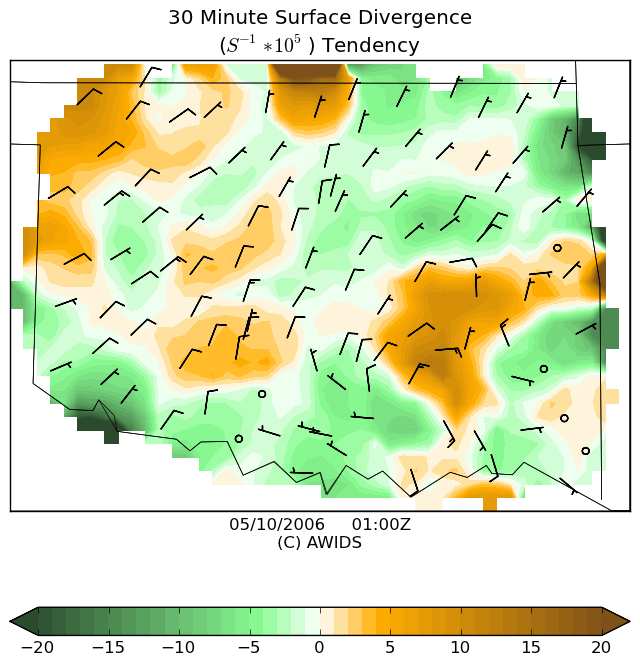 30 Minute Surface Divergence
(S⁻¹ *10⁵ ) Tendency
05/10/2006 01:00Z
(C) AWIDS
−20 −15 −10 −5 0 5 10 15 20